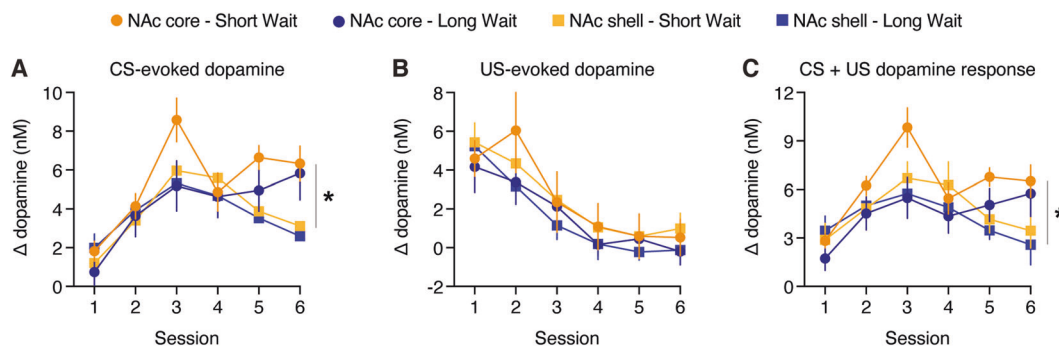 NAc core - Short Wait NAc core - Long Wait NAc shell - Short Wait NAc shell - Long Wait
A CS-evoked dopamine
Δ dopamine (nM)
10
8
6
4
2
0
*
1 2 3 4 5 6
Session
B US-evoked dopamine
Δ dopamine (nM)
8
6
4
2
0
-2
1 2 3 4 5 6
Session
C CS + US dopamine response
Δ dopamine (nM)
12
9
6
3
0
*
1 2 3 4 5 6
Session